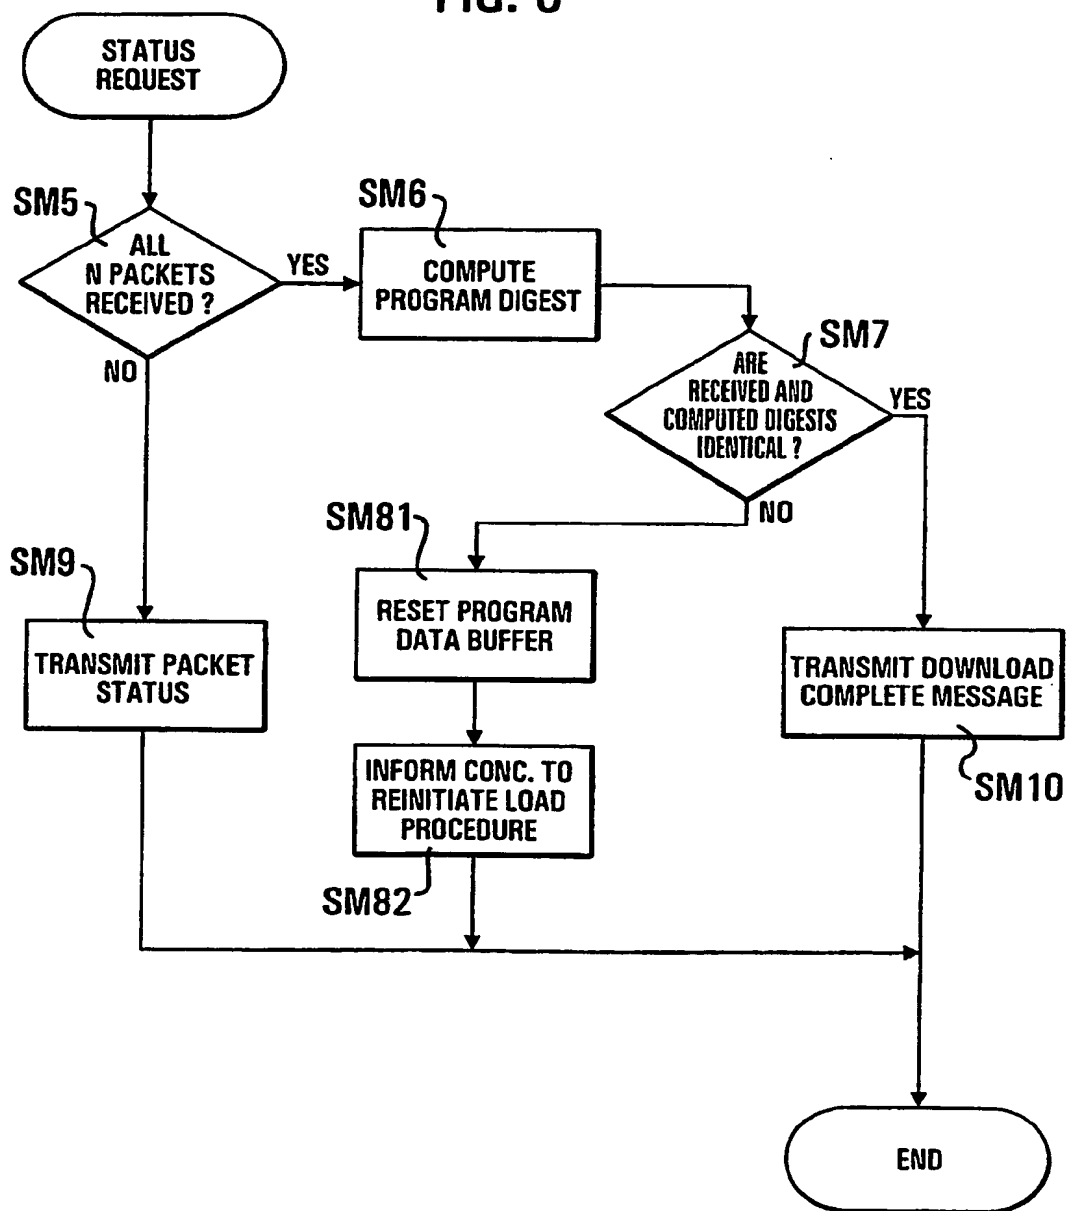 STATUS
REQUEST
SM5
ALL
N PACKETS
RECEIVED ?
YES
NO
SM6
COMPUTE
PROGRAM DIGEST
SM7
ARE
RECEIVED AND
COMPUTED DIGESTS
IDENTICAL ?
YES
NO
SM81
RESET PROGRAM
DATA BUFFER
SM9
TRANSMIT PACKET
STATUS
TRANSMIT DOWNLOAD
COMPLETE MESSAGE
SM10
INFORM CONC. TO
REINITIATE LOAD
PROCEDURE
SM82
END